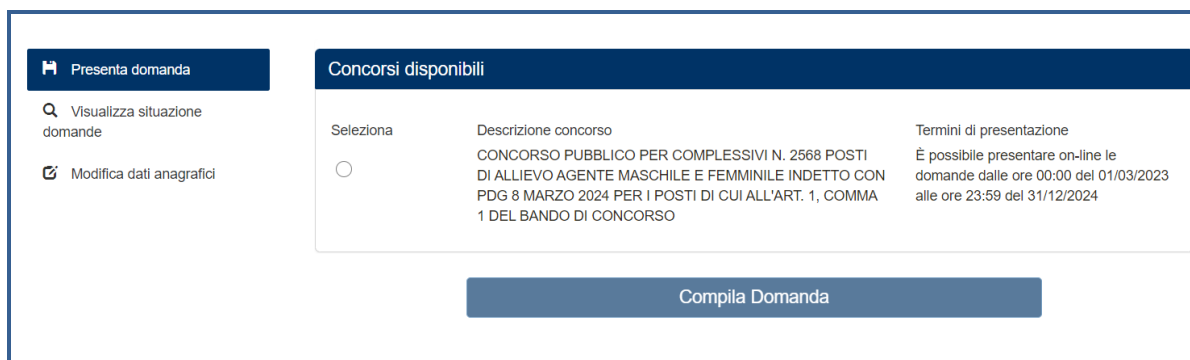 Presenta domanda
Visualizza situazione
domande
Modifica dati anagrafici
Concorsi disponibili
Seleziona
Descrizione concorso
CONCORSO PUBBLICO PER COMPLESSIVI N. 2568 POSTI
DI ALLIEVO AGENTE MASCHILE E FEMMINILE INDETTO CON
PDG 8 MARZO 2024 PER I POSTI DI CUI ALL'ART. 1, COMMA
1 DEL BANDO DI CONCORSO
Termini di presentazione
È possibile presentare on-line le
domande dalle ore 00:00 del 01/03/2023
alle ore 23:59 del 31/12/2024
Compila Domanda